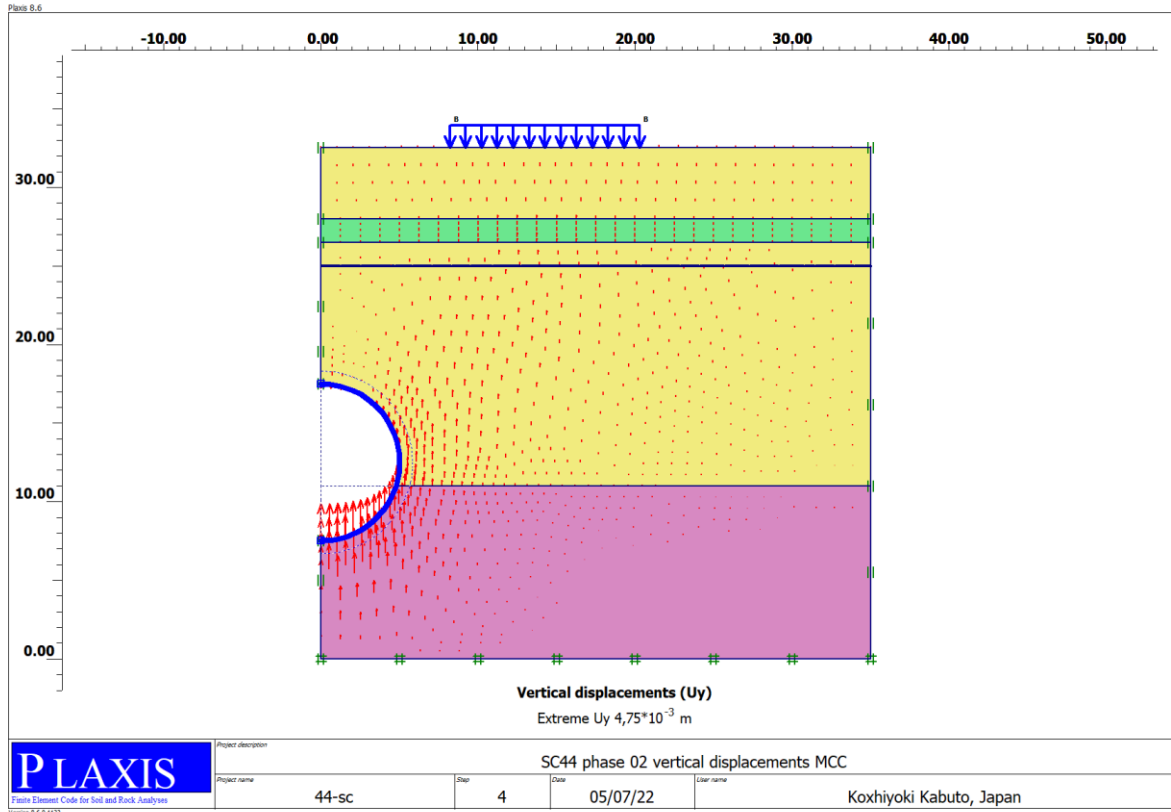 Plaxis 8.6
-10.00 0.00 10.00 20.00 30.00 40.00 50.00
B B
30.00
20.00
10.00
0.00
Vertical displacements (Uy)
Extreme Uy 4,75*10-3 m
PLAXIS
Finite Element Code for Soil and Rock Analyses
Project description
SC44 phase 02 vertical displacements MCC
Project name
44-sc
Step
4
Date
05/07/22
User name
Koxhiyoki Kabuto, Japan